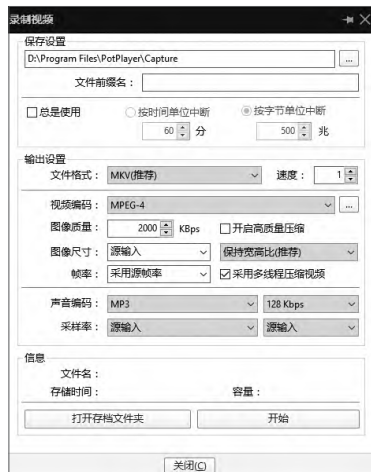 录制视频
保存设置
D:\Program Files\PotPlayer\Capture ...
文件前缀名：
总是使用 按时间单位中断 按字节单位中断
60 分 500 兆
输出设置
文件格式： MKV(推荐) 速度： 1
视频编码： MPEG-4 ...
图像质量： 2000 KBps 开启高质量压缩
图像尺寸： 源输入 保持宽高比(推荐)
帧率： 采用源帧率 采用多线程压缩视频
声音编码： MP3 128 Kbps
采样率： 源输入 源输入
信息
文件名：
存储时间： 容量：
打开存档文件夹 开始
关闭(C)